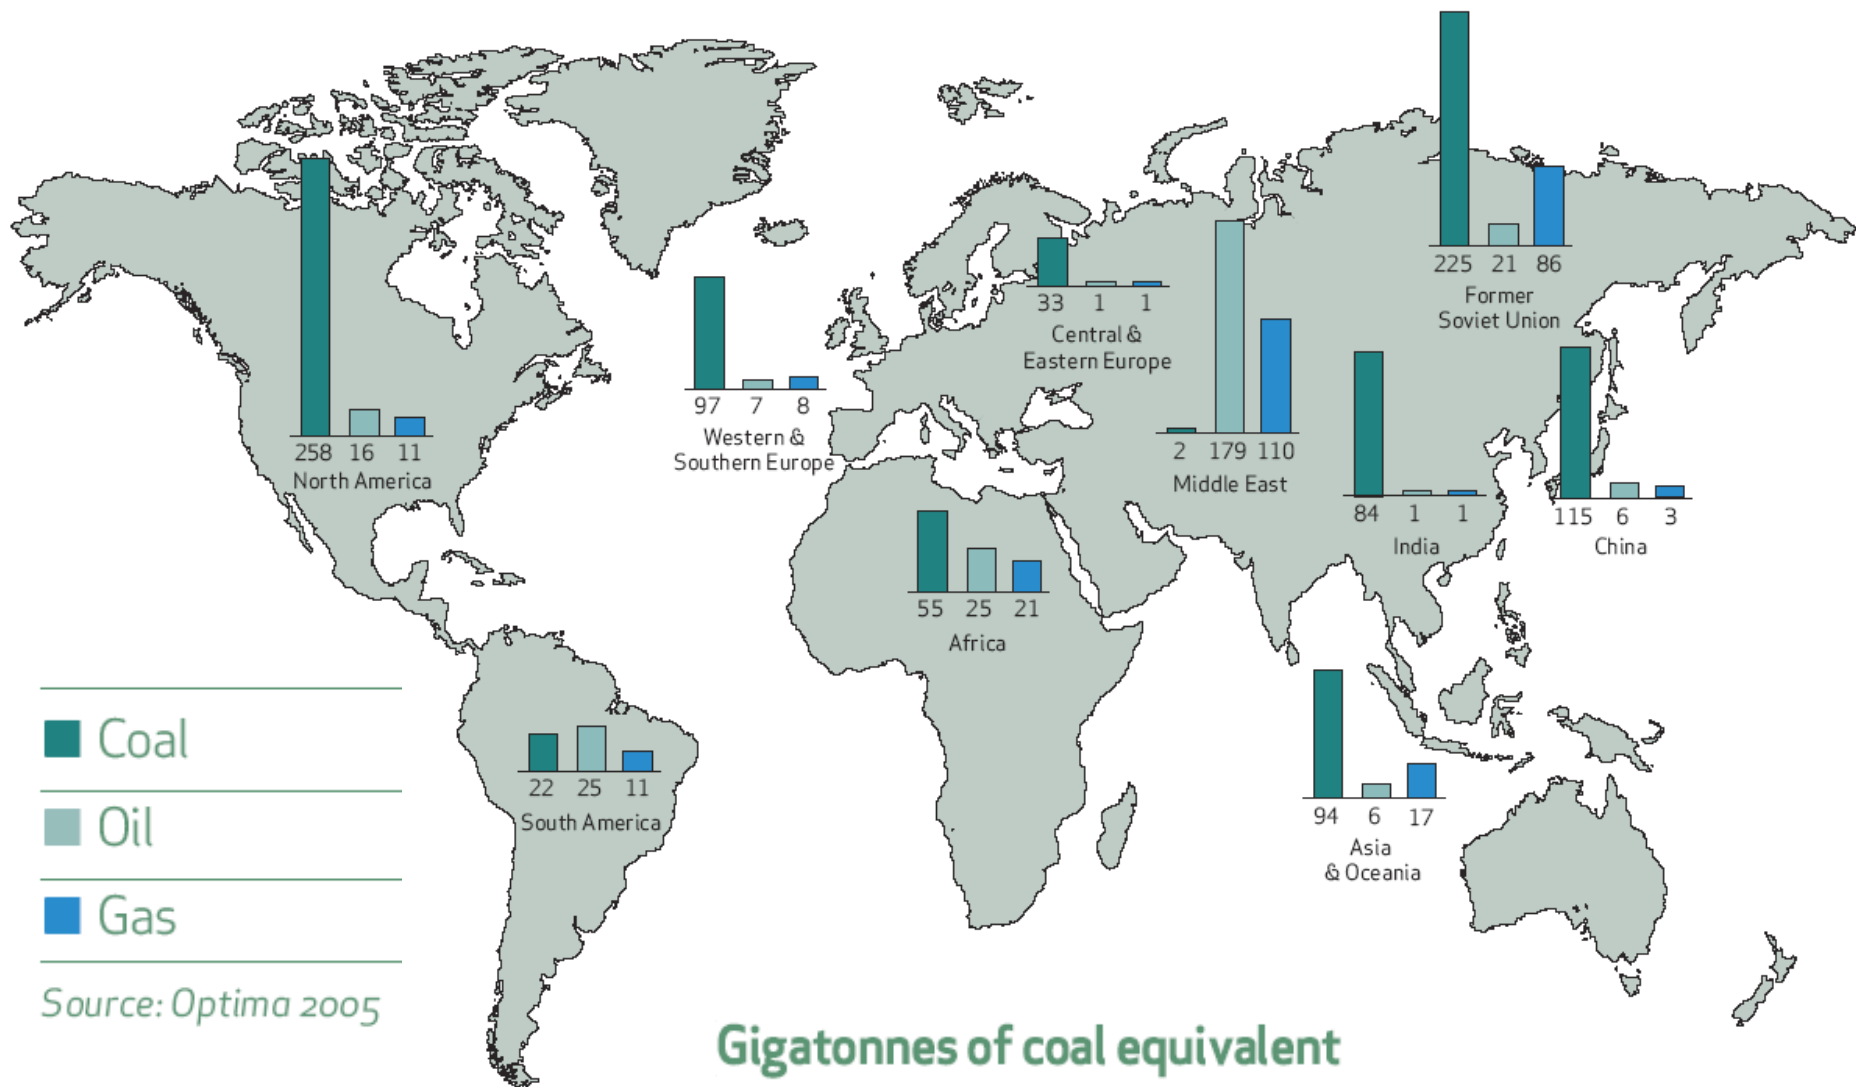 225 21 86
Former
Soviet Union
33 1 1
Central &
Eastern Europe
97 7 8
Western &
Southern Europe
258 16 11
North America
2 179 110
Middle East
84 1 1
India
115 6 3
China
55 25 21
Africa
22 25 11
South America
94 6 17
Asia
& Oceania
Coal
Oil
Gas
Source: Optima 2005
Gigatonnes of coal equivalent